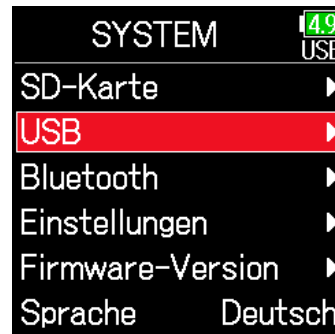 SYSTEM
4.9
USB
SD-Karte
USB
Bluetooth
Einstellungen
Firmware-Version
Sprache Deutsch